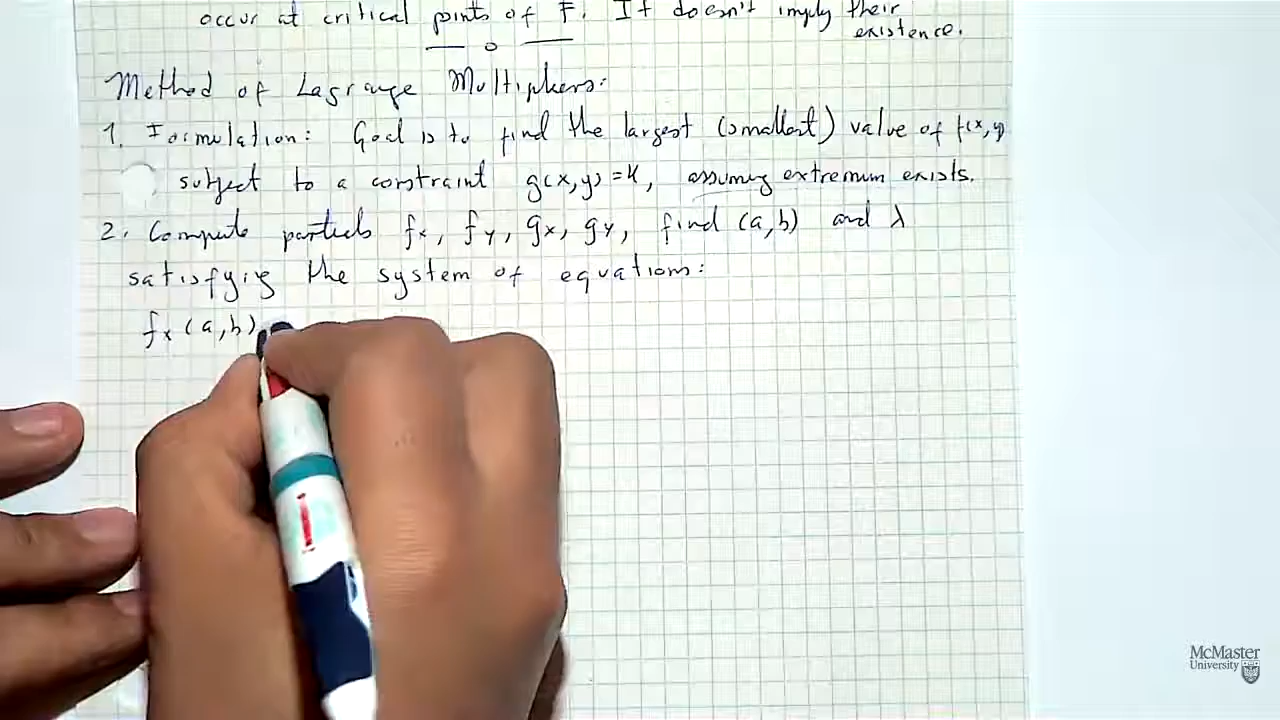 occur at critical points of F. It doesn't imply their
existence.
Method of Lagrange Multipliers:
1. Formulation: Goal is to find the largest (smallest) value of f(x,y)
subject to a constraint g(x,y)=K, assuming extremum exists.
2. Compute partials fx, fy, gx, gy, find (a,b) and λ
satisfying the system of equations:
fx (a,b)
McMaster
University